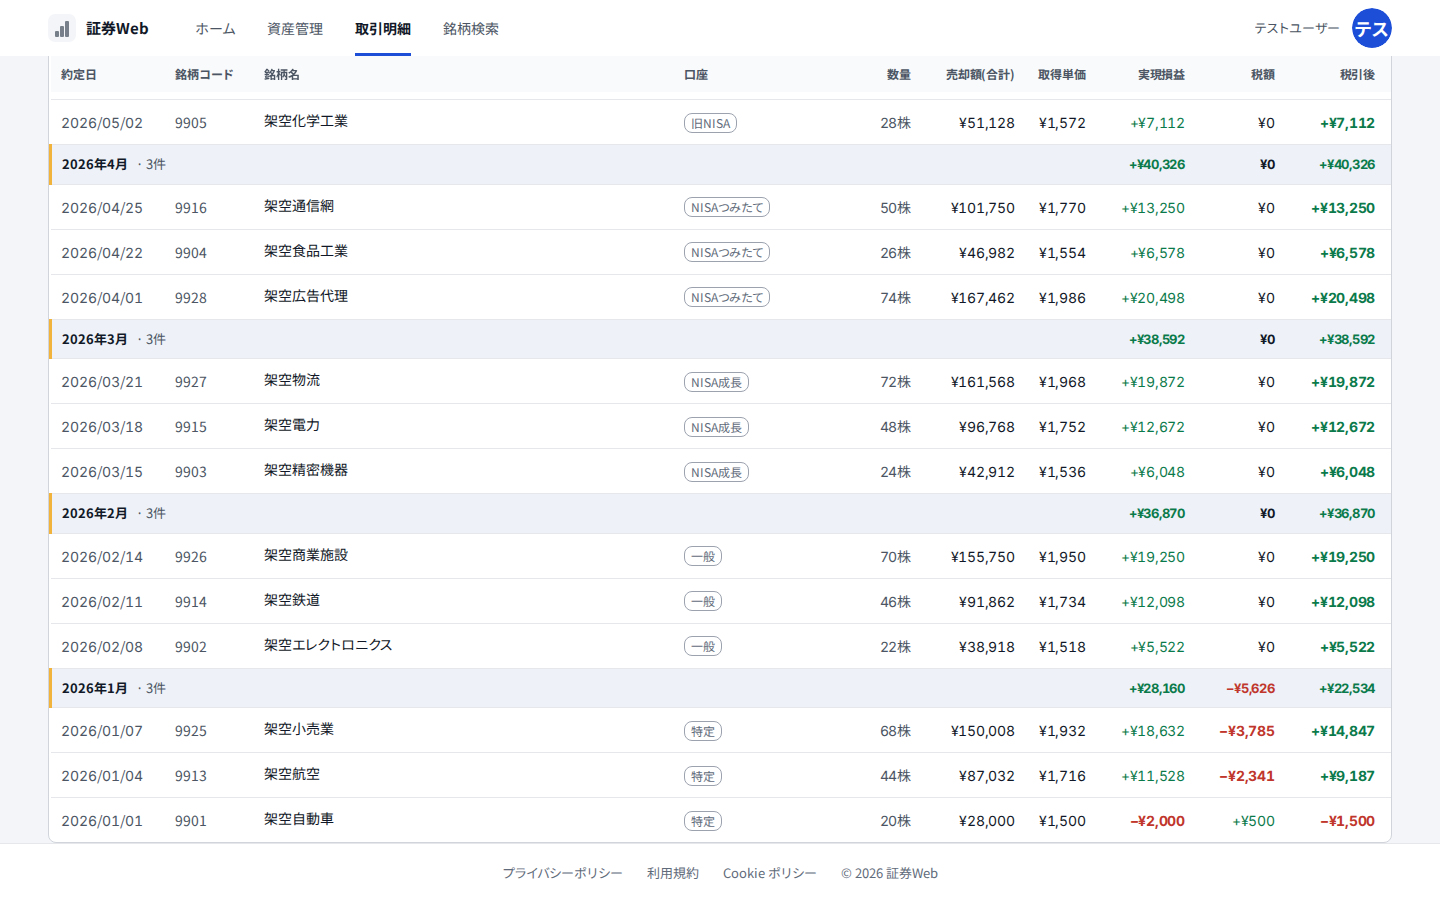 証券Web ホーム 資産管理 取引明細 銘柄検索 テストユーザー テス
約定日 銘柄コード 銘柄名 口座 数量 売却額(合計) 取得単価 実現損益 税額 税引後
2026/05/02 9905 架空化学工業 旧NISA 28株 ¥51,128 ¥1,572 +¥7,112 ¥0 +¥7,112
2026年4月 · 3件 +¥40,326 ¥0 +¥40,326
2026/04/25 9916 架空通信網 NISAつみたて 50株 ¥101,750 ¥1,770 +¥13,250 ¥0 +¥13,250
2026/04/22 9904 架空食品工業 NISAつみたて 26株 ¥46,982 ¥1,554 +¥6,578 ¥0 +¥6,578
2026/04/01 9928 架空広告代理 NISAつみたて 74株 ¥167,462 ¥1,986 +¥20,498 ¥0 +¥20,498
2026年3月 · 3件 +¥38,592 ¥0 +¥38,592
2026/03/21 9927 架空物流 NISA成長 72株 ¥161,568 ¥1,968 +¥19,872 ¥0 +¥19,872
2026/03/18 9915 架空電力 NISA成長 48株 ¥96,768 ¥1,752 +¥12,672 ¥0 +¥12,672
2026/03/15 9903 架空精密機器 NISA成長 24株 ¥42,912 ¥1,536 +¥6,048 ¥0 +¥6,048
2026年2月 · 3件 +¥36,870 ¥0 +¥36,870
2026/02/14 9926 架空商業施設 一般 70株 ¥155,750 ¥1,950 +¥19,250 ¥0 +¥19,250
2026/02/11 9914 架空鉄道 一般 46株 ¥91,862 ¥1,734 +¥12,098 ¥0 +¥12,098
2026/02/08 9902 架空エレクトロニクス 一般 22株 ¥38,918 ¥1,518 +¥5,522 ¥0 +¥5,522
2026年1月 · 3件 +¥28,160 −¥5,626 +¥22,534
2026/01/07 9925 架空小売業 特定 68株 ¥150,008 ¥1,932 +¥18,632 −¥3,785 +¥14,847
2026/01/04 9913 架空航空 特定 44株 ¥87,032 ¥1,716 +¥11,528 −¥2,341 +¥9,187
2026/01/01 9901 架空自動車 特定 20株 ¥28,000 ¥1,500 −¥2,000 +¥500 −¥1,500
プライバシーポリシー 利用規約 Cookie ポリシー © 2026 証券Web